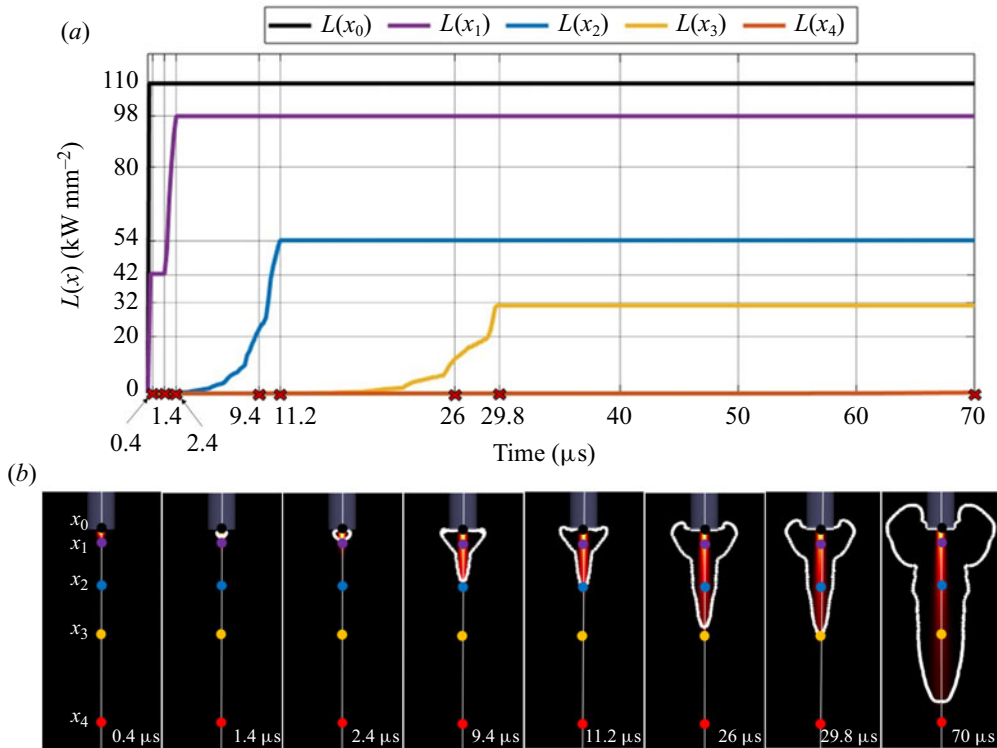 (a)
L(x₀) L(x₁) L(x₂) L(x₃) L(x₄)
110
98
80
54
42
32
20
0
L(x) (kW mm⁻²)
0.4 1.4 2.4 9.4 11.2 26 29.8 40 50 60 70
Time (μs)
(b)
x₀
x₁
x₂
x₃
x₄
0.4 μs 1.4 μs 2.4 μs 9.4 μs 11.2 μs 26 μs 29.8 μs 70 μs